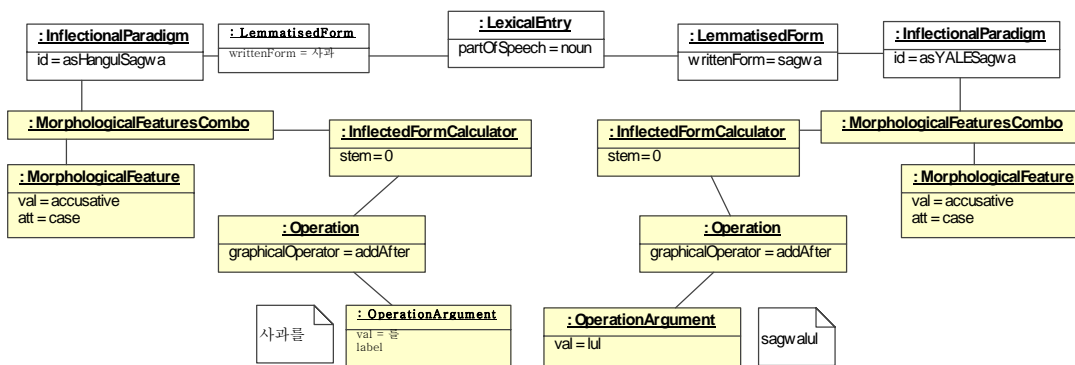 : LexicalEntry
partOfSpeech = noun
: InflectionalParadigm
id = asHangulSagwa
: LemmatisedForm
writtenForm = 사과
: LemmatisedForm
writtenForm = sagwa
: InflectionalParadigm
id = asYALESagwa
: MorphologicalFeaturesCombo
: InflectedFormCalculator
stem = 0
: InflectedFormCalculator
stem = 0
: MorphologicalFeaturesCombo
: MorphologicalFeature
val = accusative
att = case
: MorphologicalFeature
val = accusative
att = case
: Operation
graphicalOperator = addAfter
: Operation
graphicalOperator = addAfter
사과를
: OperationArgument
val = 를
label
: OperationArgument
val = lul
sagwalul